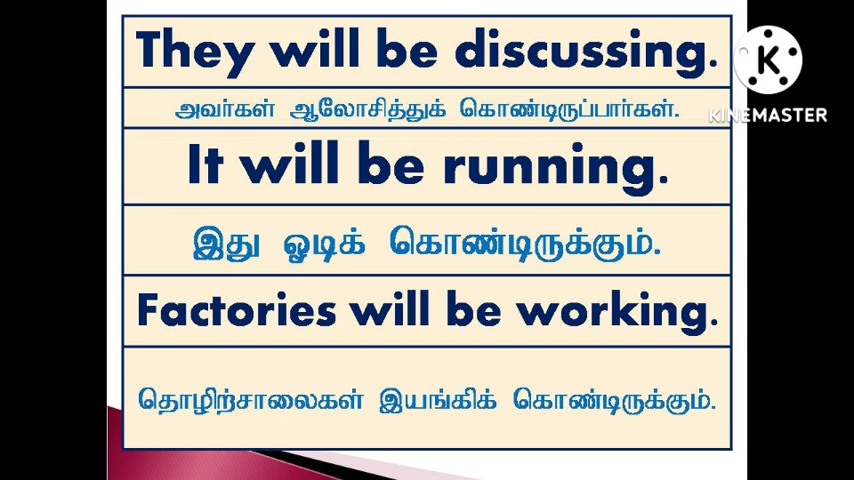 They will be discussing.
அவர்கள் ஆலோசித்துக் கொண்டிருப்பார்கள்.
It will be running.
இது ஓடிக் கொண்டிருக்கும்.
Factories will be working.
தொழிற்சாலைகள் இயங்கிக் கொண்டிருக்கும்.
K
KINEMASTER